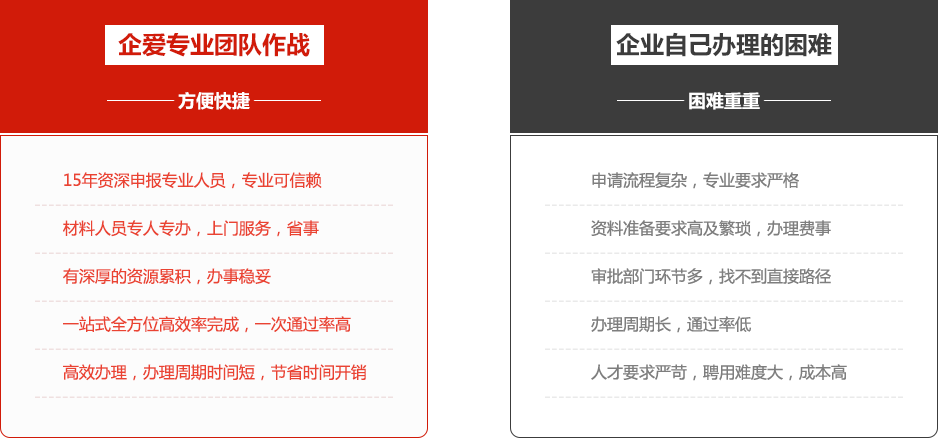 企爱专业团队作战
方便快捷
15年资深申报专业人员，专业可信赖
材料人员专人专办，上门服务，省事
有深厚的资源累积，办事稳妥
一站式全方位高效率完成，一次通过率高
高效办理，办理周期时间短，节省时间开销
企业自己办理的困难
困难重重
申请流程复杂，专业要求严格
资料准备要求高及繁琐，办理费事
审批部门环节多，找不到直接路径
办理周期长，通过率低
人才要求严苛，聘用难度大，成本高